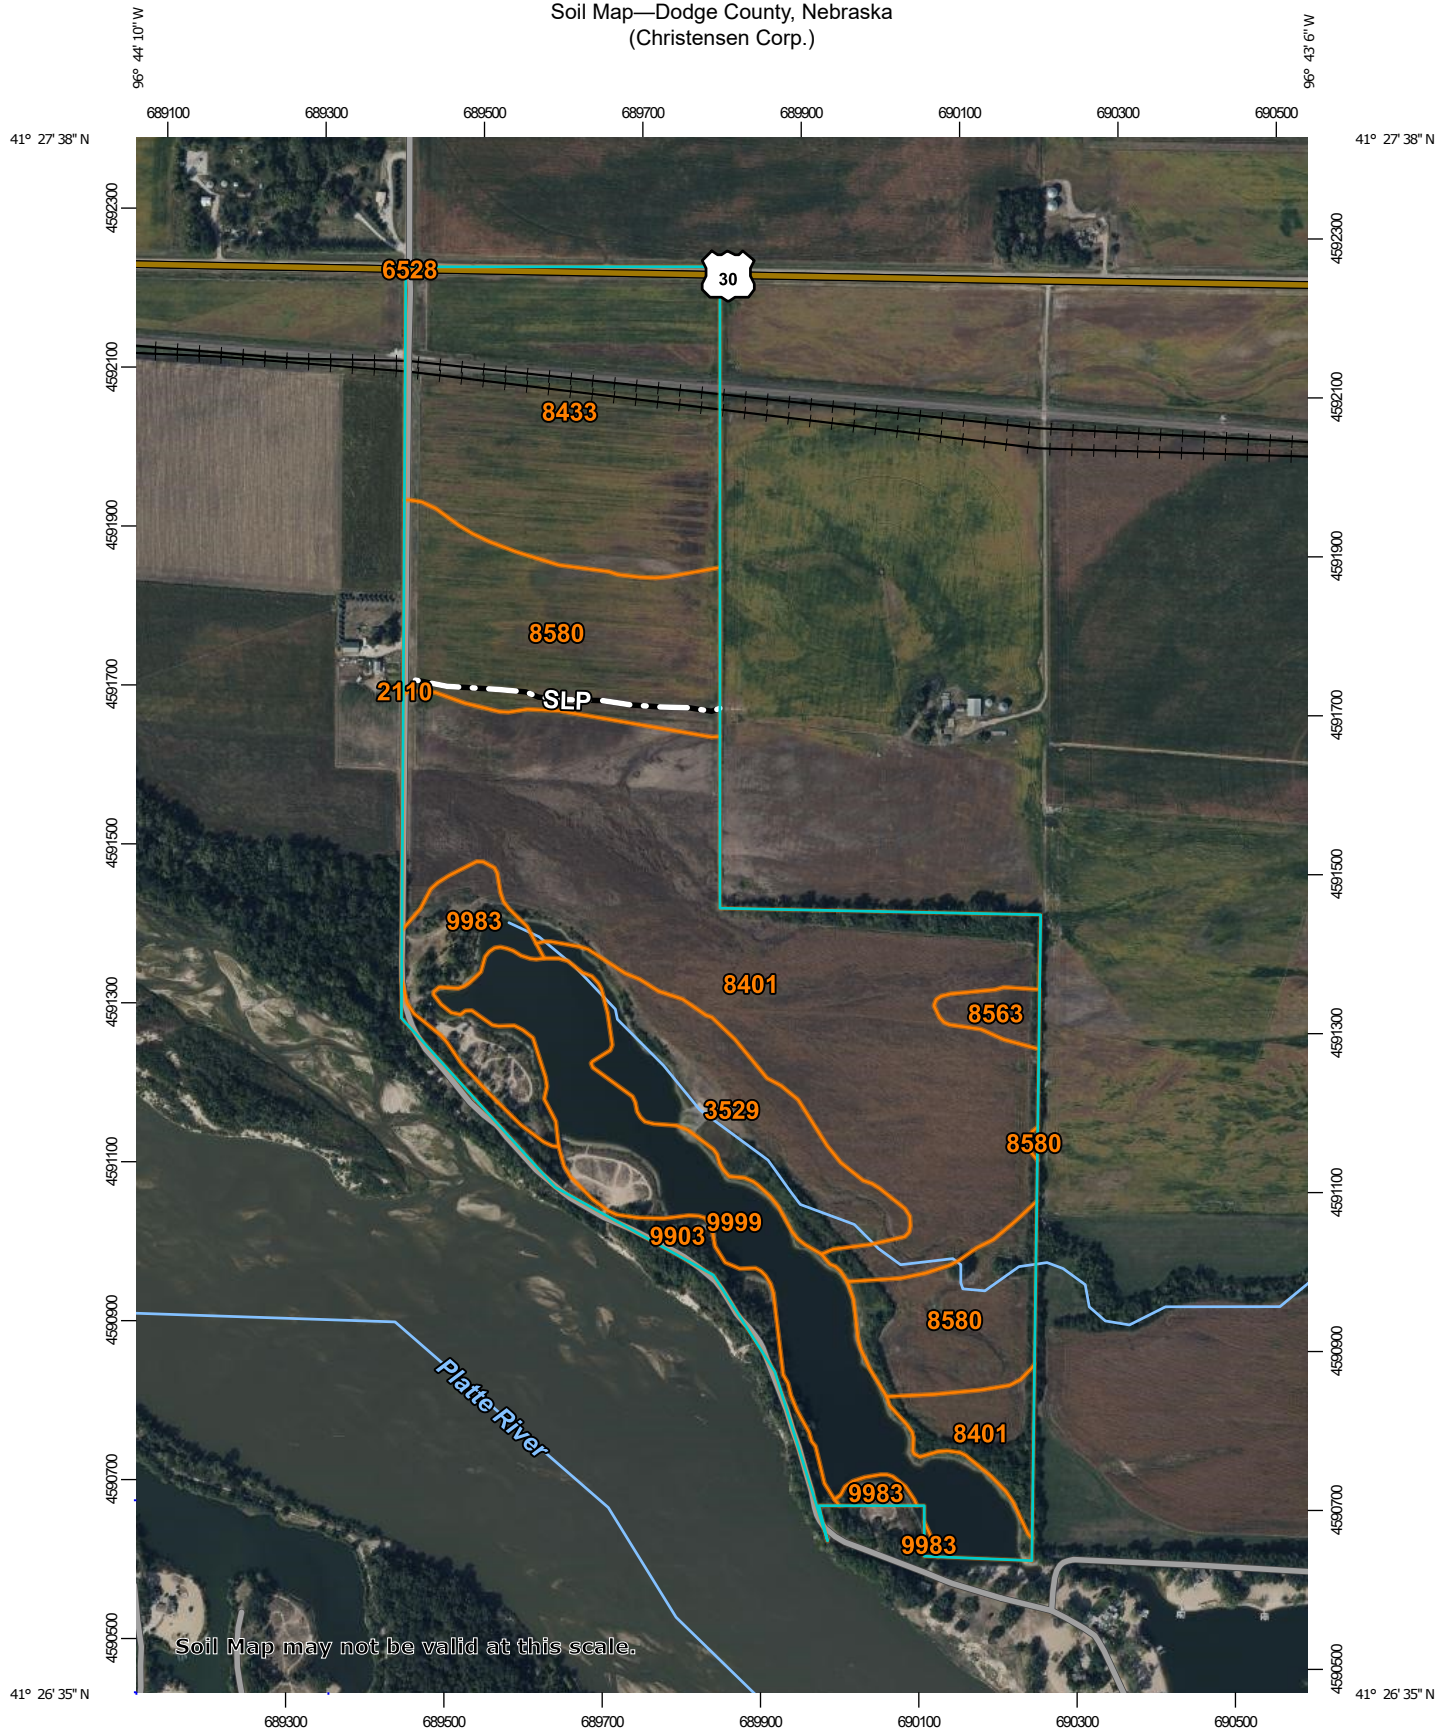 Soil Map—Dodge County, Nebraska
(Christensen Corp.)
96° 44' 10" W
96° 43' 6" W
689100 689300 689500 689700 689900 690100 690300 690500
41° 27' 38" N
41° 27' 38" N
4592300
4592300
6528
30
4592100
4592100
8433
4591900
4591900
8580
4591700
2110
SLP
4591700
4591500
4591500
9983
8401
4591300
8563
4591300
3529
8580
4591100
4591100
9999
9903
4590900
8580
4590900
Platte River
8401
4590700
9983
4590700
9983
4590500
Soil Map may not be valid at this scale.
4590500
41° 26' 35" N
41° 26' 35" N
689300 689500 689700 689900 690100 690300 690500